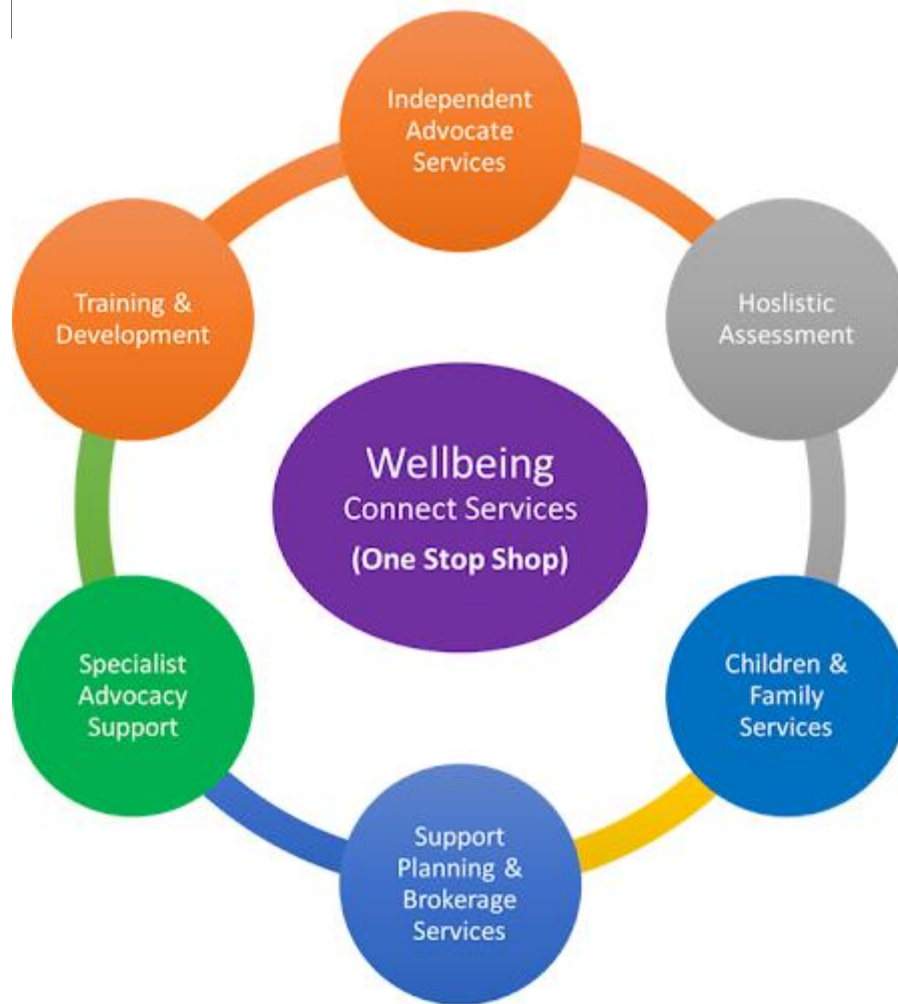 Independent
Advocate
Services
Hoslistic
Assessment
Children &
Family
Services
Support
Planning &
Brokerage
Services
Specialist
Advocacy
Support
Training &
Development
Wellbeing
Connect Services
(One Stop Shop)